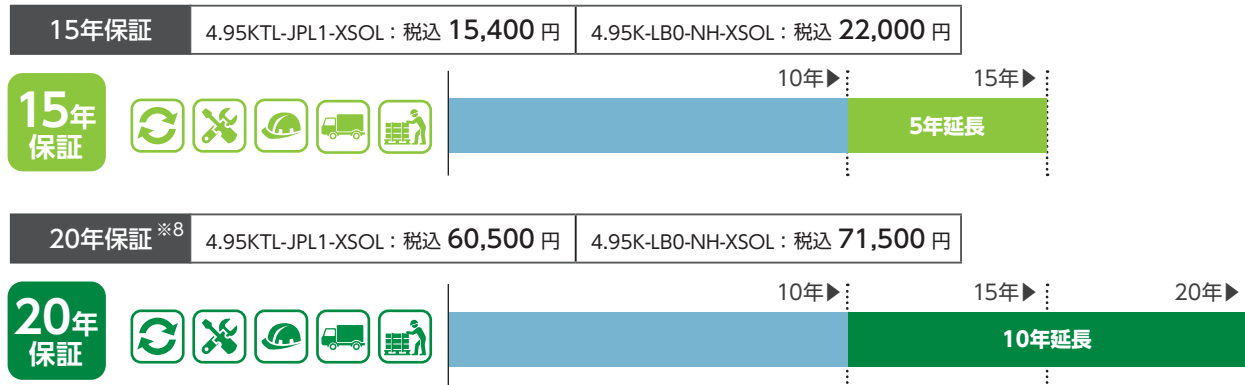 15年保証 4.95KTL-JPL1-XSOL：税込 15,400 円 4.95K-LB0-NH-XSOL：税込 22,000 円
10年▶ 15年▶
15年
保証
5年延長
20年保証※8 4.95KTL-JPL1-XSOL：税込 60,500 円 4.95K-LB0-NH-XSOL：税込 71,500 円
10年▶ 15年▶ 20年▶
20年
保証
10年延長